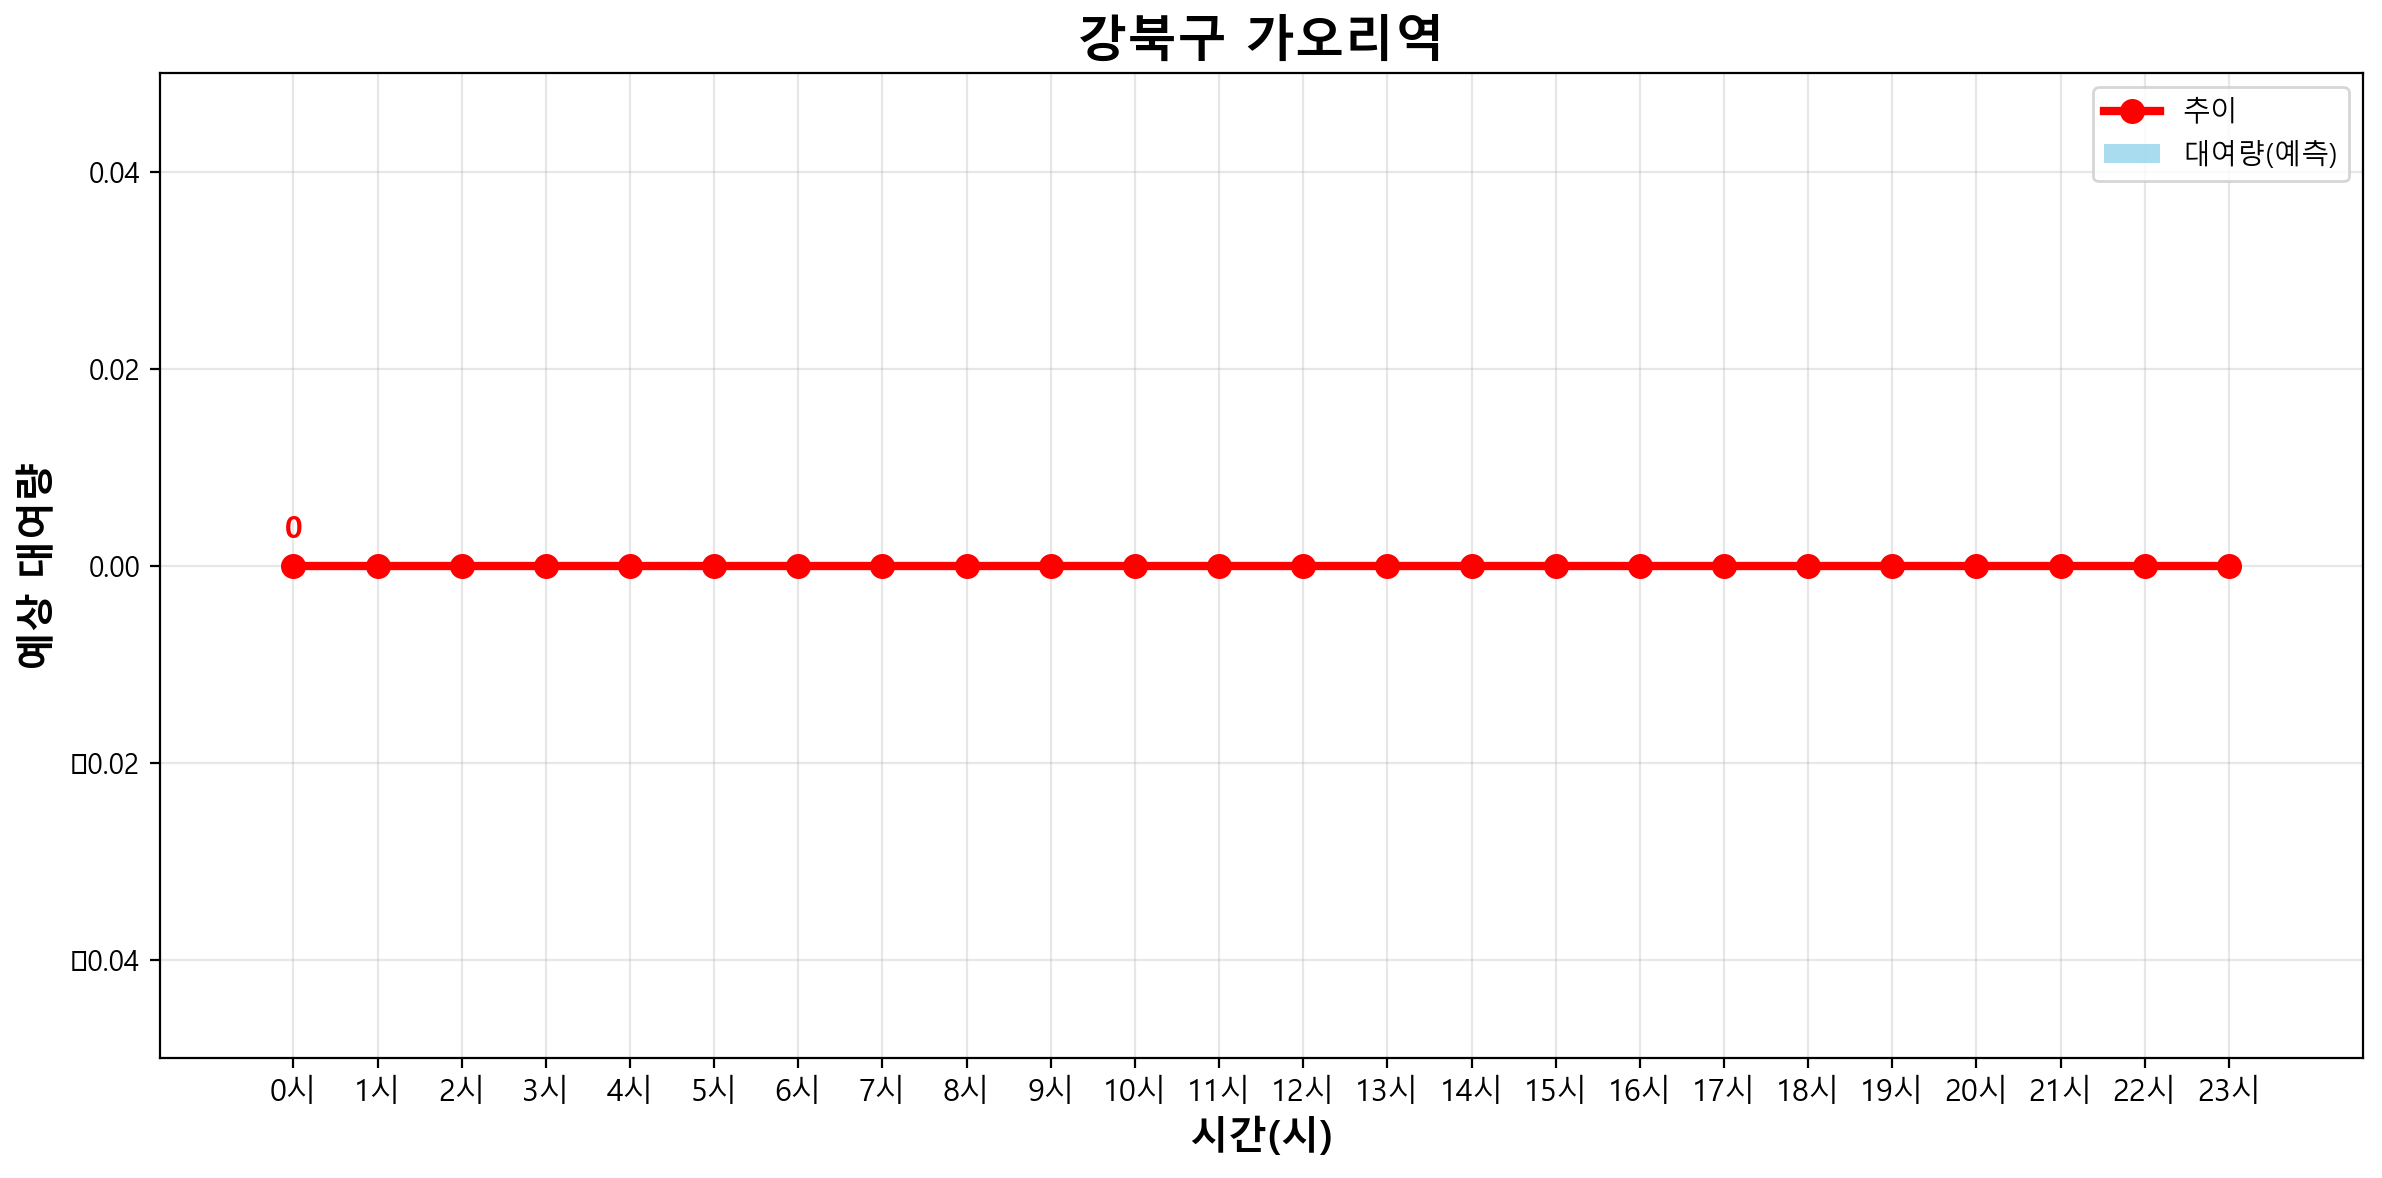 강북구 가오리역
추이
대여량(예측)
예상 대여량
0.04
0.02
0.00
□0.02
□0.04
0
0시 1시 2시 3시 4시 5시 6시 7시 8시 9시 10시 11시 12시 13시 14시 15시 16시 17시 18시 19시 20시 21시 22시 23시
시간(시)